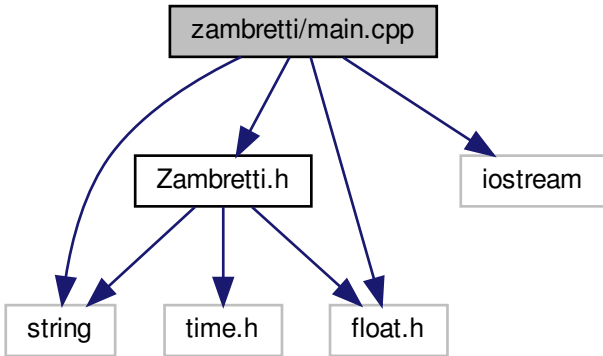 zambretti/main.cpp
Zambretti.h
iostream
string
time.h
float.h